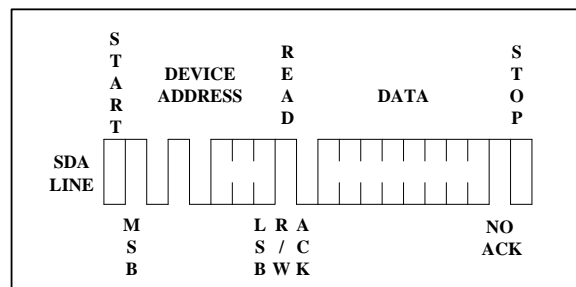 START
DEVICE
ADDRESS
READ
DATA
STOP
SDA
LINE
MSB
LSB
R/W
ACK
NO
ACK